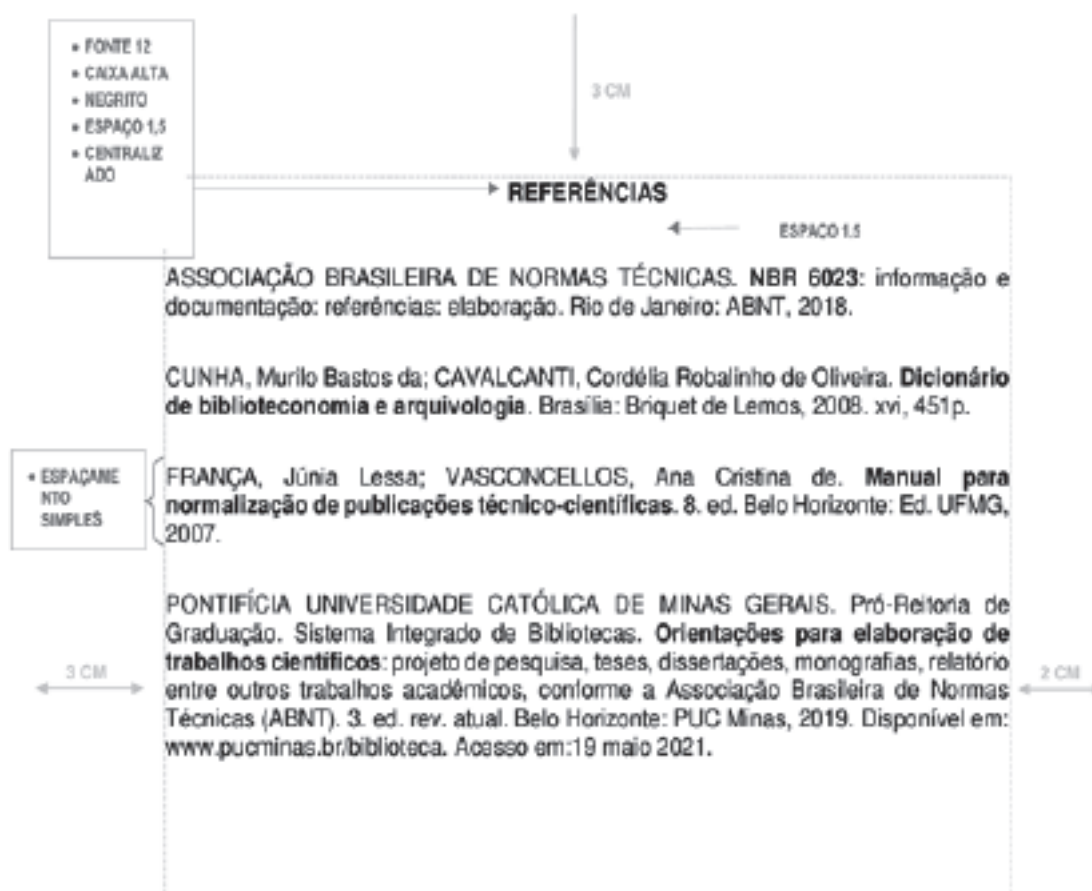 • FONTE 12
• CAIXA ALTA
• NEGRITO
• ESPAÇO 1,5
• CENTRALIZ
ADO
3 CM
REFERÊNCIAS
ESPAÇO 1.5
ASSOCIAÇÃO BRASILEIRA DE NORMAS TÉCNICAS. NBR 6023: informação e
documentação: referências: elaboração. Rio de Janeiro: ABNT, 2018.
CUNHA, Murilo Bastos da; CAVALCANTI, Cordélia Robalinho de Oliveira. Dicionário
de biblioteconomia e arquivologia. Brasília: Briquet de Lemos, 2008. xvi, 451p.
• ESPAÇAME
NTO
SIMPLES
FRANÇA, Júnia Lessa; VASCONCELLOS, Ana Cristina de. Manual para
normalização de publicações técnico-científicas. 8. ed. Belo Horizonte: Ed. UFMG,
2007.
PONTIFÍCIA UNIVERSIDADE CATÓLICA DE MINAS GERAIS. Pró-Reitoria de
Graduação. Sistema Integrado de Bibliotecas. Orientações para elaboração de
trabalhos científicos: projeto de pesquisa, teses, dissertações, monografias, relatório
entre outros trabalhos acadêmicos, conforme a Associação Brasileira de Normas
Técnicas (ABNT). 3. ed. rev. atual. Belo Horizonte: PUC Minas, 2019. Disponível em:
www.pucminas.br/biblioteca. Acesso em:19 maio 2021.
3 CM
2 CM